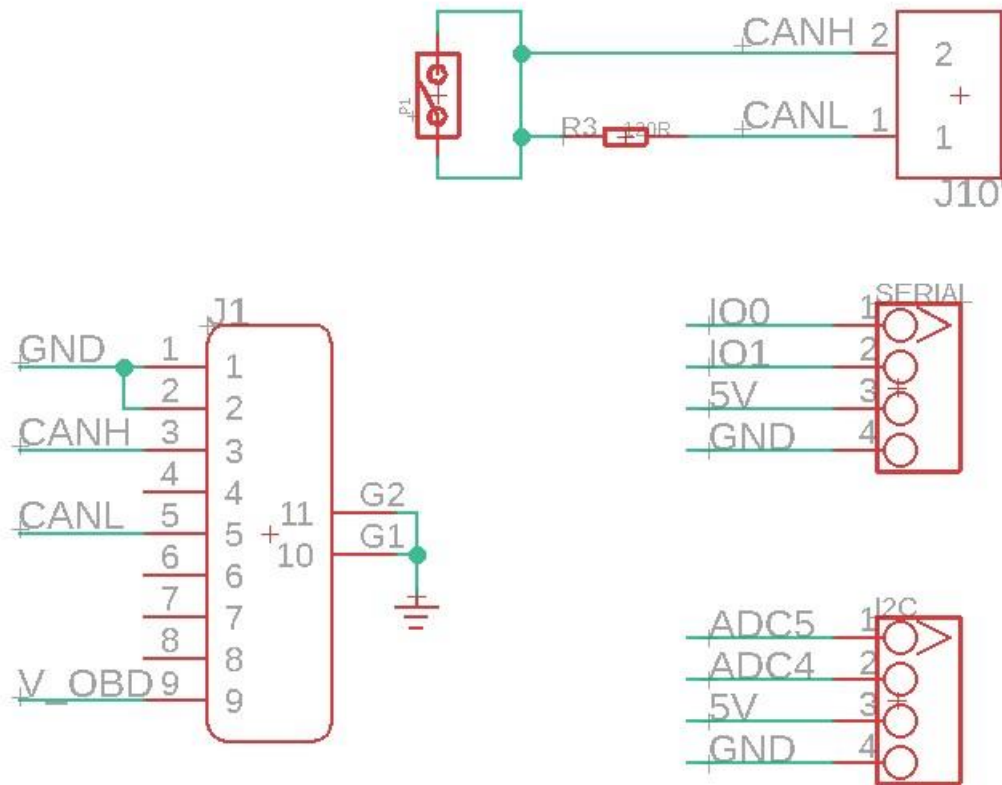 CANH 2 2
P1
R3 120R CANL 1 1
J10
J1
GND 1 1
2 2
CANH 3 3
4 4
CANL 5 5
6 6
7 7
8 8
V_OBD 9 9
11 G2
10 G1
SERIAL
IO0 1
IO1 2
5V 3
GND 4
I2C
ADC5 1
ADC4 2
5V 3
GND 4